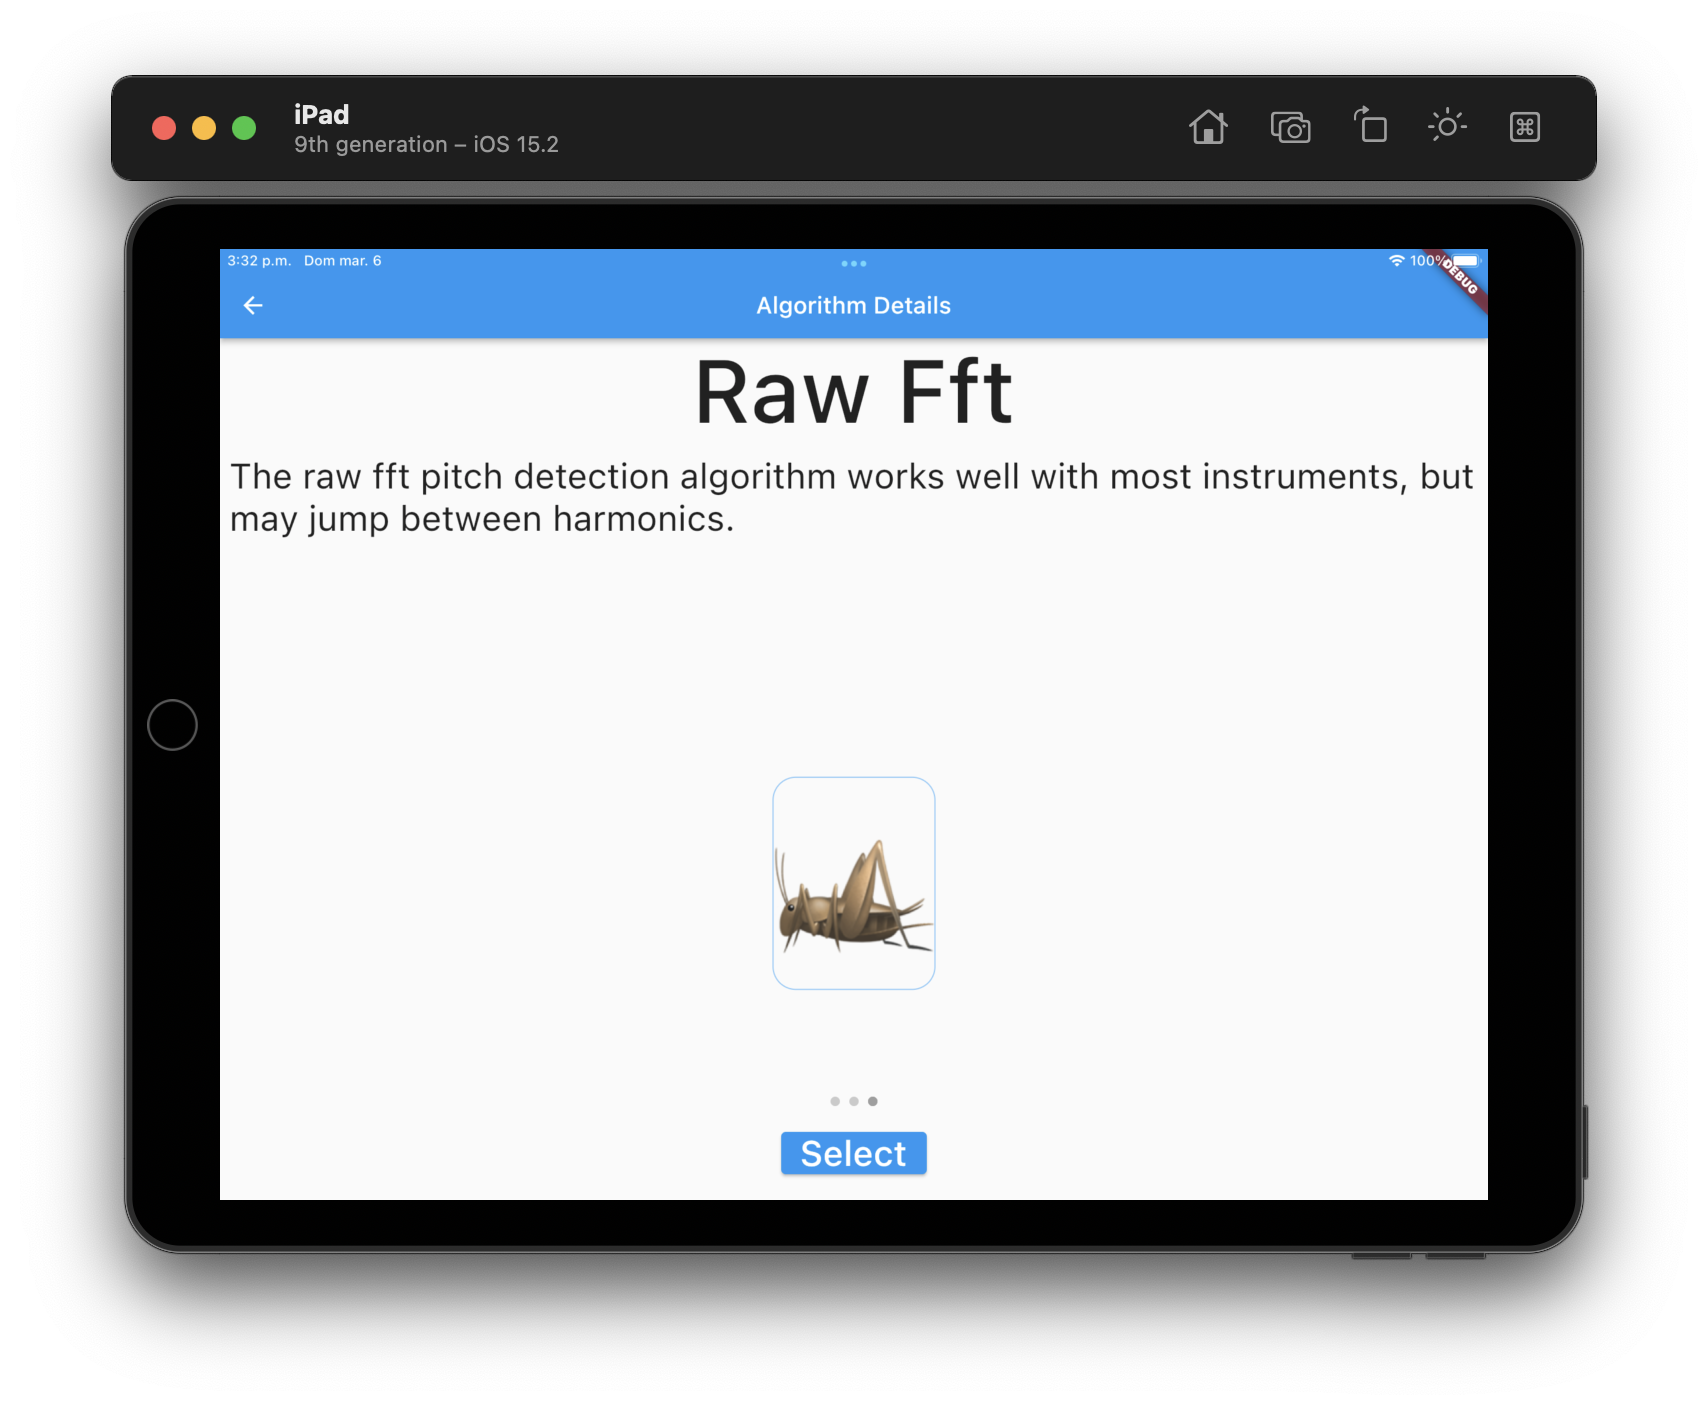 iPad
9th generation – iOS 15.2
3:32 p.m. Dom mar. 6
100%
DEBUG
Algorithm Details
Raw Fft
The raw fft pitch detection algorithm works well with most instruments, but
may jump between harmonics.
Select